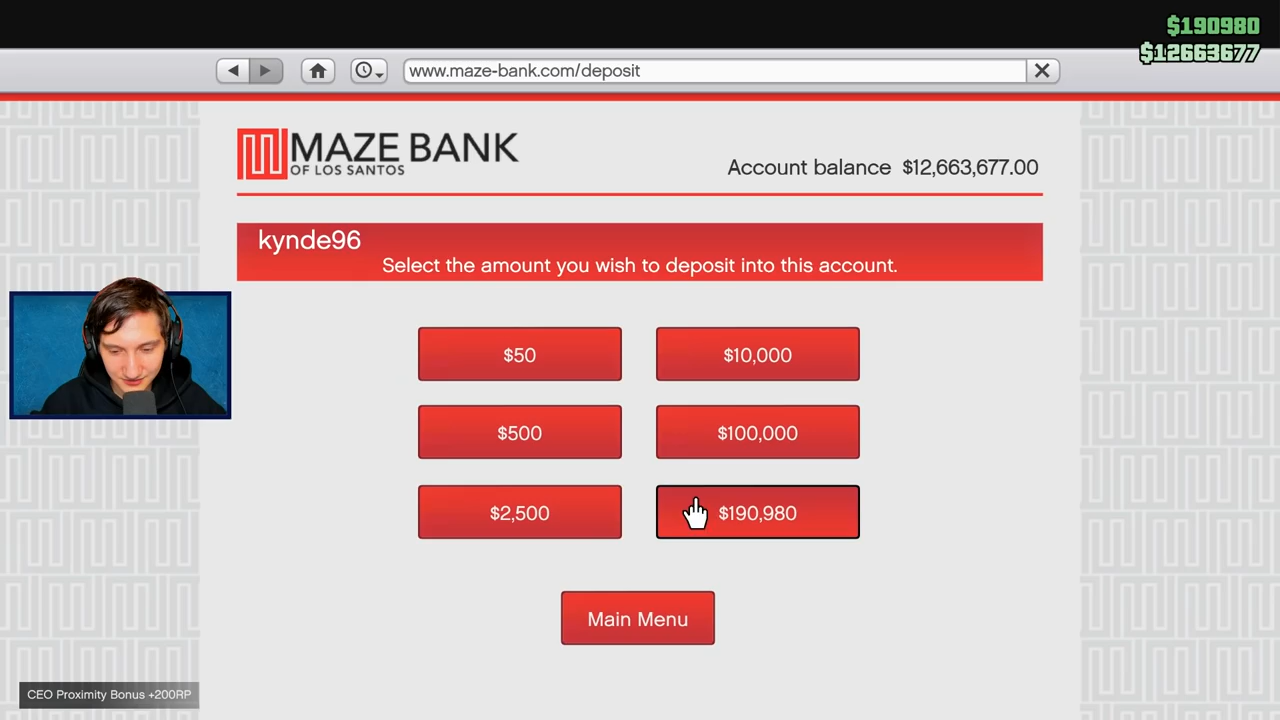 $190980
$12663677
www.maze-bank.com/deposit
MAZE BANK
OF LOS SANTOS
Account balance $12,663,677.00
kynde96
Select the amount you wish to deposit into this account.
$50
$10,000
$500
$100,000
$2,500
$190,980
Main Menu
CEO Proximity Bonus +200RP